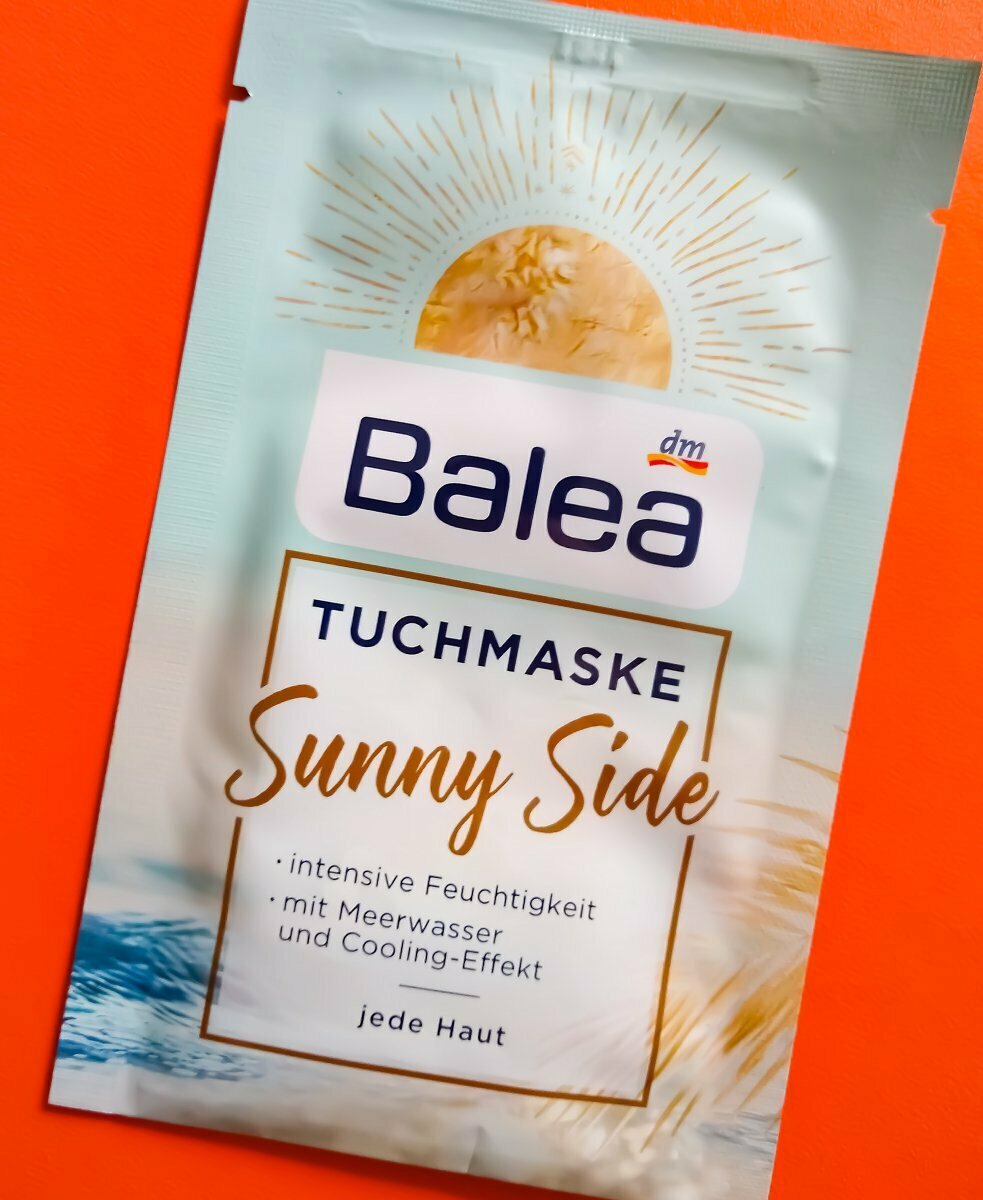 dm
Balea
TUCHMASKE
Sunny Side
· intensive Feuchtigkeit
· mit Meerwasser
und Cooling-Effekt
jede Haut